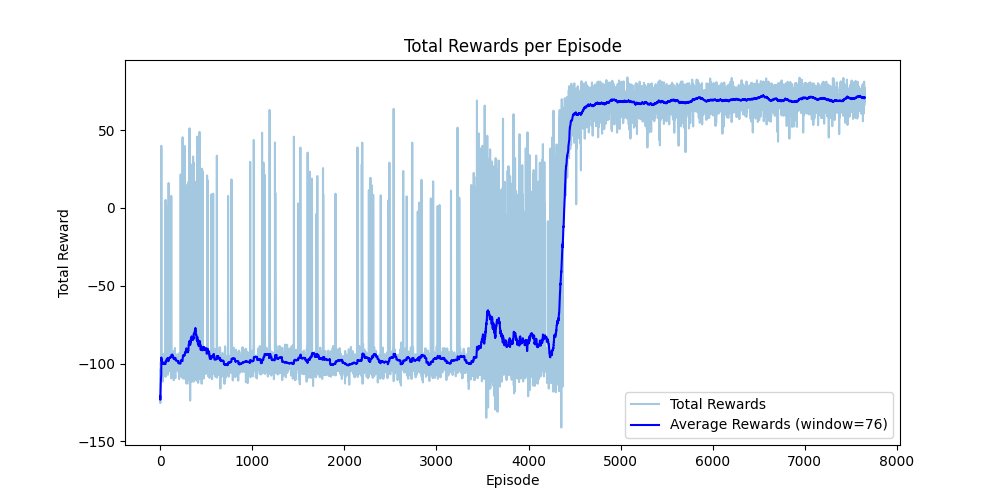 Total Rewards per Episode
Total Reward
50
0
−50
−100
−150
Total Rewards
Average Rewards (window=76)
0 1000 2000 3000 4000 5000 6000 7000 8000
Episode